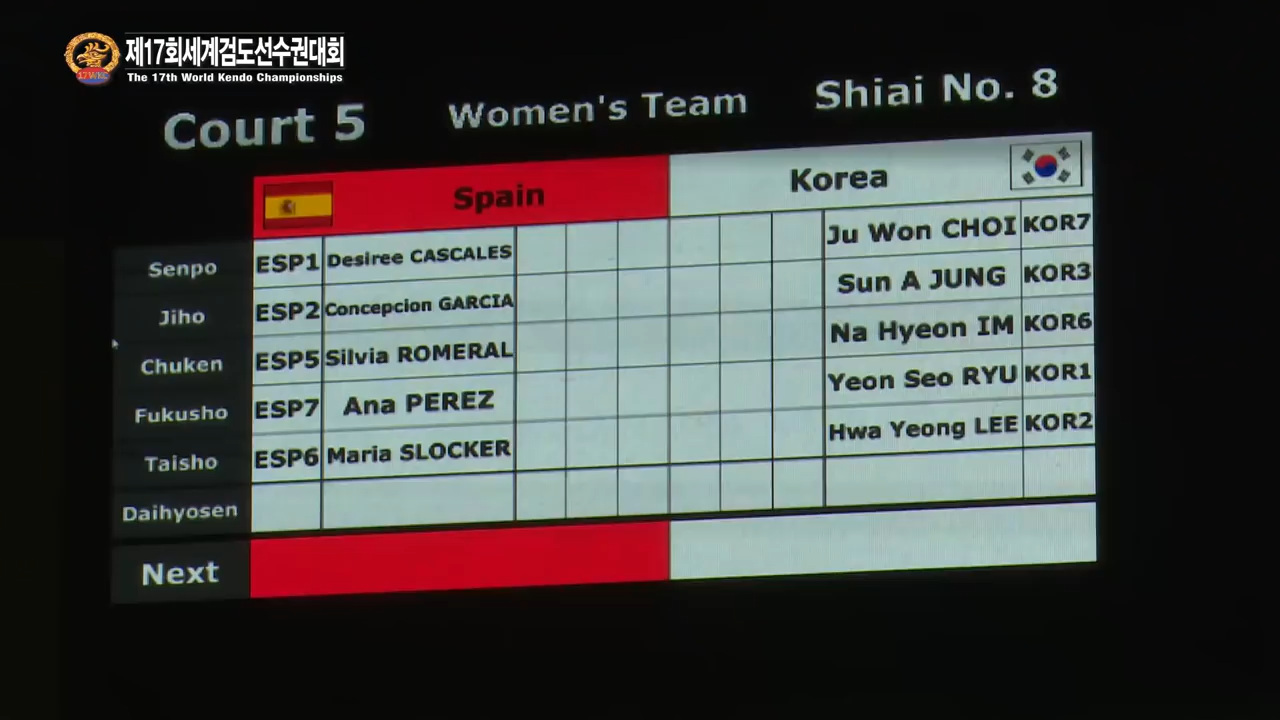 제17회세계검도선수권대회
The 17th World Kendo Championships
17 WKC
Court 5 Women's Team Shiai No. 8
Spain Korea
Senpo ESP1 Desiree CASCALES Ju Won CHOI KOR7
Jiho ESP2 Concepcion GARCIA Sun A JUNG KOR3
Chuken ESP5 Silvia ROMERAL Na Hyeon IM KOR6
Fukusho ESP7 Ana PEREZ Yeon Seo RYU KOR1
Taisho ESP6 Maria SLOCKER Hwa Yeong LEE KOR2
Daihyosen
Next